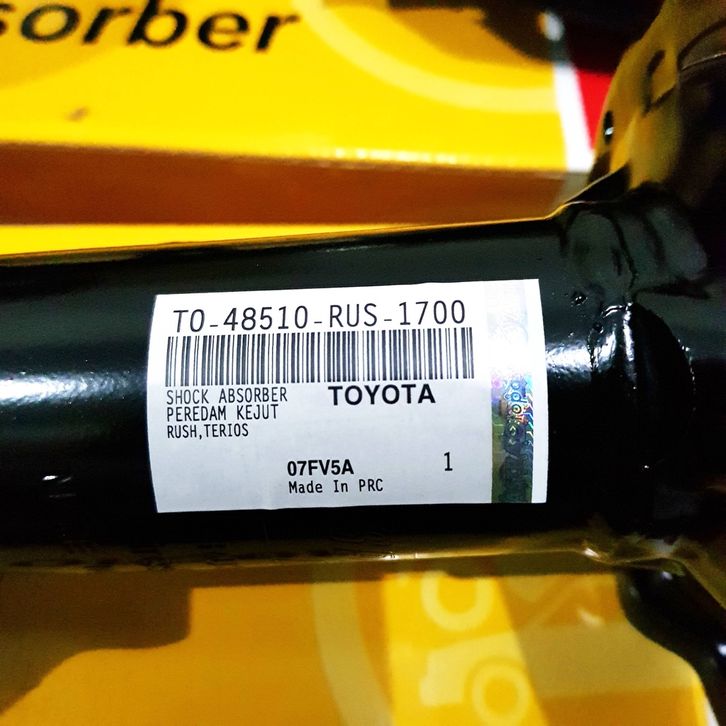 sorber
TO-48510-RUS-1700
SHOCK ABSORBER TOYOTA
PEREDAM KEJUT
RUSH,TERIOS
07FV5A 1
Made In PRC